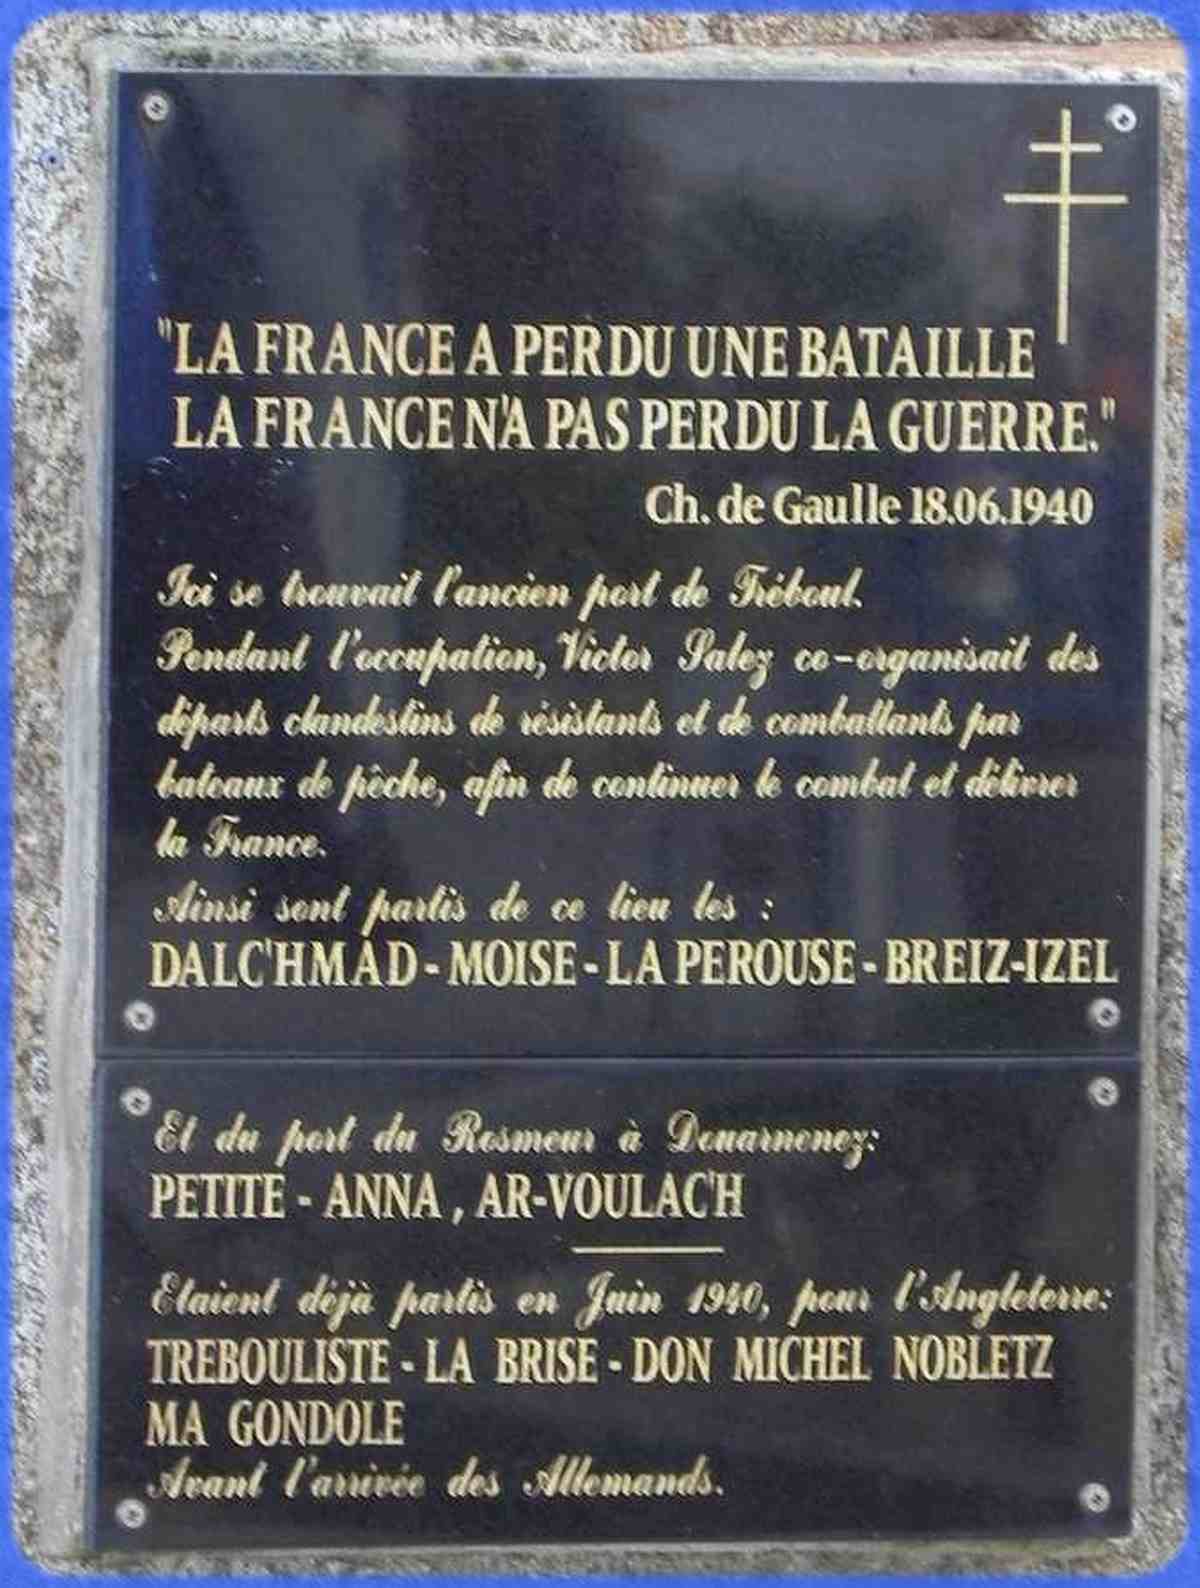 "LA FRANCE A PERDU UNE BATAILLE
LA FRANCE N'A PAS PERDU LA GUERRE."
Ch. de Gaulle 18.06.1940
Ici se trouvait l'ancien port de Tréboul.
Pendant l'occupation, Victor Salez co-organisait des
départs clandestins de résistants et de combattants par
bateaux de pêche, afin de continuer le combat et délivrer
la France.
Ainsi sont partis de ce lieu les :
DALC'HMAD - MOISE - LA PEROUSE - BREIZ-IZEL
Et du port du Rosmeur à Douarnenez:
PETITE - ANNA , AR-VOULAC'H
Etaient déjà partis en Juin 1940, pour l'Angleterre:
TREBOULISTE - LA BRISE - DON MICHEL NOBLETZ
MA GONDOLE
Avant l'arrivée des Allemands.